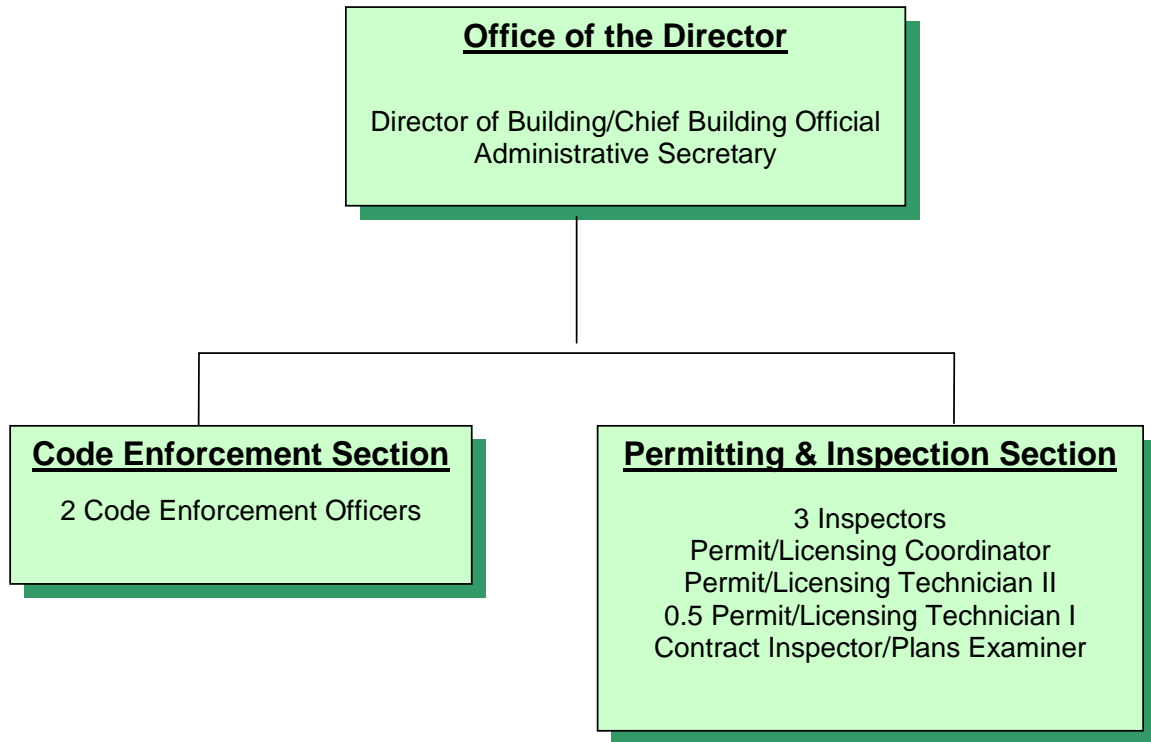 Office of the Director
Director of Building/Chief Building Official
Administrative Secretary
Code Enforcement Section
2 Code Enforcement Officers
Permitting & Inspection Section
3 Inspectors
Permit/Licensing Coordinator
Permit/Licensing Technician II
0.5 Permit/Licensing Technician I
Contract Inspector/Plans Examiner